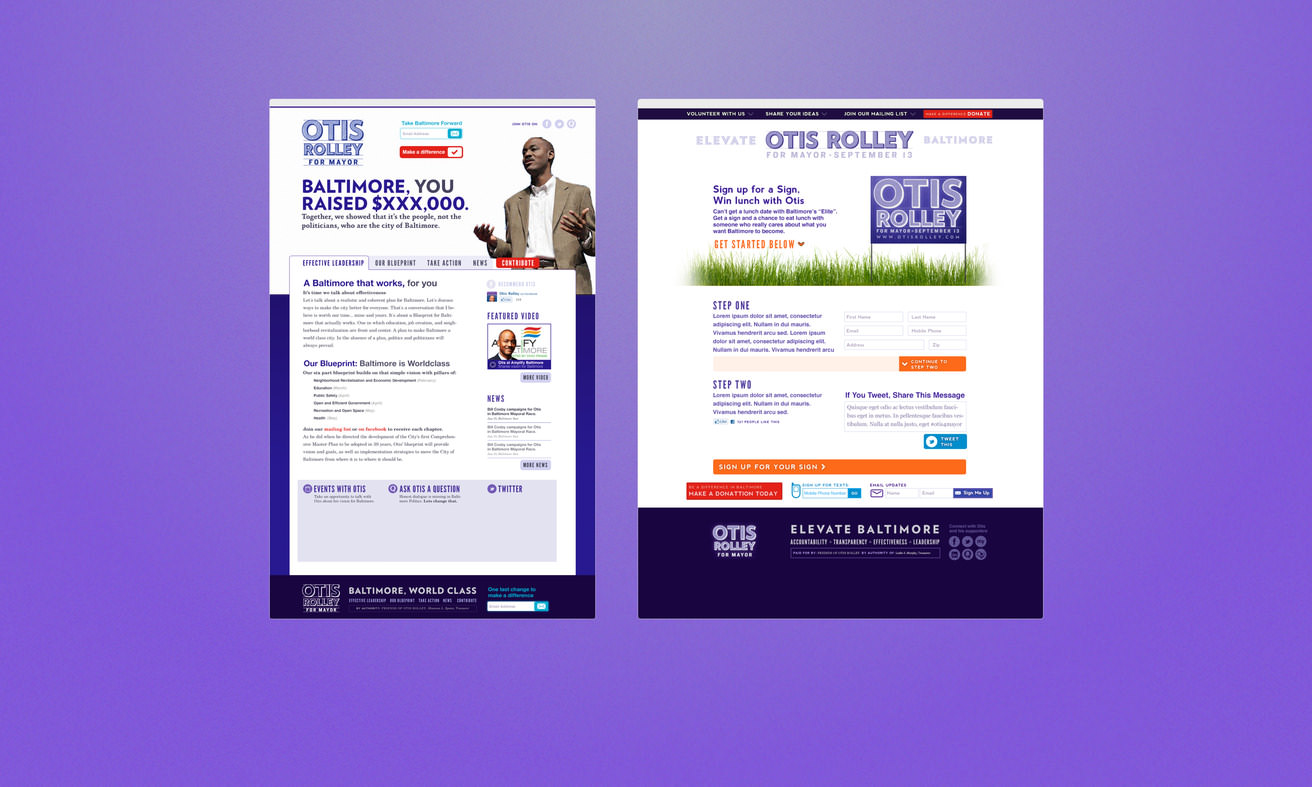 OTIS
ROLLEY
FOR MAYOR
Take Baltimore Forward
Email Address
Make a difference
JOIN OTIS ON
BALTIMORE, YOU
RAISED $XXX,000.
Together, we showed that it's the people, not the
politicians, who are the city of Baltimore.
EFFECTIVE LEADERSHIP
OUR BLUEPRINT
TAKE ACTION
NEWS
CONTRIBUTE
A Baltimore that works, for you
It's time we talk about effectiveness
Let's talk about a realistic and coherent plan for Baltimore. Let's discuss
ways to make the city better for everyone. That's a conversation that I be-
lieve is worth our time... mine and yours. It's about a Blueprint for Balti-
more that actually works. One in which education, job creation, and neigh-
borhood revitalization are front and center. A plan to make Baltimore a
world class city. In the absence of a plan, politics and politicians will
always prevail.
Our Blueprint: Baltimore is Worldclass
Our six part blueprint builds on that simple vision with pillars of:
Neighborhood Revitalization and Economic Development (February)
Education (March)
Public Safety (April)
Open and Efficient Government (April)
Recreation and Open Space (May)
Health (May)
Join our mailing list or on facebook to receive each chapter.
As he did when he directed the development of the City's first Comprehen-
sive Master Plan to be adopted in 39 years, Otis' blueprint will provide
vision and goals, as well as implementation strategies to move the City of
Baltimore from where it is to where it should be.
RECOMMEND OTIS
Otis Rolley
Like
FEATURED VIDEO
Otis at Amplify Baltimore
MORE VIDEO
NEWS
Bill Cosby campaigns for Otis
in Baltimore Mayoral Race.
Bill Cosby campaigns for Otis
in Baltimore Mayoral Race.
Bill Cosby campaigns for Otis
in Baltimore Mayoral Race.
MORE NEWS
EVENTS WITH OTIS
Take an opportunity to talk with
Otis about his vision for Baltimore
ASK OTIS A QUESTION
Honest dialogue is missing in Balti-
more Politics. Lets change that.
TWITTER
OTIS
ROLLEY
FOR MAYOR
BALTIMORE, WORLD CLASS
EFFECTIVE LEADERSHIP OUR BLUEPRINT TAKE ACTION NEWS CONTRIBUTE
One last change to
make a difference
Email Address
VOLUNTEER WITH US
SHARE YOUR IDEAS
JOIN OUR MAILING LIST
MAKE A DIFFERENCE DONATE
ELEVATE OTIS ROLLEY BALTIMORE
FOR MAYOR·SEPTEMBER 13
Sign up for a Sign.
Win lunch with Otis
Can't get a lunch date with Baltimore's "Elite".
Get a sign and a chance to eat lunch with
someone who really cares about what you
want Baltimore to become.
GET STARTED BELOW
OTIS
ROLLEY
FOR MAYOR·SEPTEMBER 13
WWW.OTISROLLEY.COM
STEP ONE
Lorem ipsum dolor sit amet, consectetur
adipiscing elit. Nullam in dui mauris.
Vivamus hendrerit arcu sed. Lorem ipsum
dolor sit amet, consectetur adipiscing elit.
Nullam in dui mauris. Vivamus hendrerit arcu
First Name
Last Name
Email
Mobile Phone
Address
Zip
CONTINUE TO
STEP TWO
STEP TWO
Lorem ipsum dolor sit amet, consectetur
adipiscing elit. Nullam in dui mauris.
Vivamus hendrerit arcu sed.
Like
737 PEOPLE LIKE THIS
If You Tweet, Share This Message
Quisque eget odio ac lectus vestibulum fauci-
bus eget in metus. In pellentesque faucibus ves-
tibulum. Nulla at nulla justo, eget #otis4mayor
TWEET
THIS
SIGN UP FOR YOUR SIGN
BE A DIFFERENCE IN BALTIMORE
MAKE A DONATTION TODAY
SIGN UP FOR TEXTS
Mobile Phone Number
GO
EMAIL UPDATES
Name
Email
Sign Me Up
OTIS
ROLLEY
FOR MAYOR
ELEVATE BALTIMORE
ACCOUNTABILITY · TRANSPARENCY · EFFECTIVENESS · LEADERSHIP
PAID FOR BY: FRIENDS OF OTIS ROLLEY BY AUTHORITY OF
Connect with Otis
and his supporters